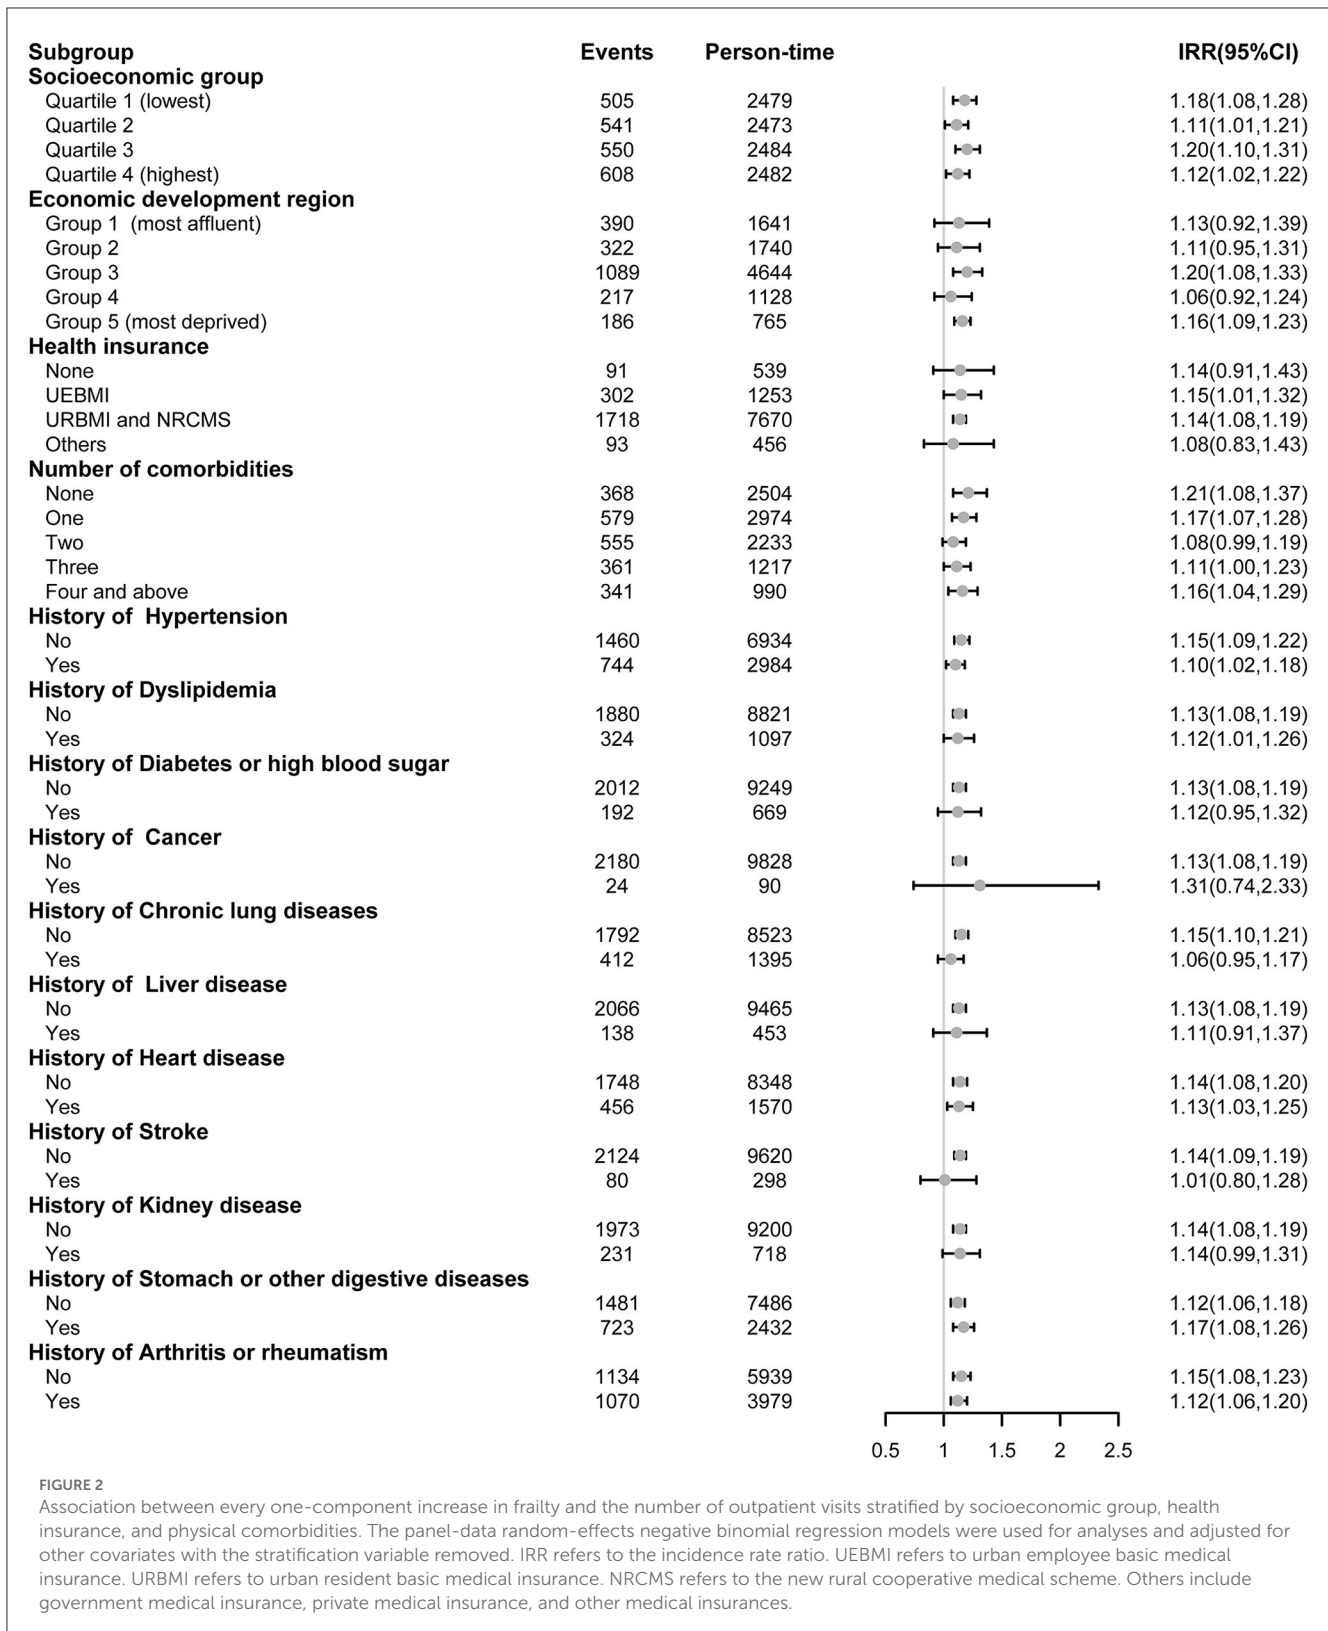 Subgroup Events Person-time IRR(95%CI)
Socioeconomic group
Quartile 1 (lowest) 505 2479 1.18(1.08,1.28)
Quartile 2 541 2473 1.11(1.01,1.21)
Quartile 3 550 2484 1.20(1.10,1.31)
Quartile 4 (highest) 608 2482 1.12(1.02,1.22)
Economic development region
Group 1 (most affluent) 390 1641 1.13(0.92,1.39)
Group 2 322 1740 1.11(0.95,1.31)
Group 3 1089 4644 1.20(1.08,1.33)
Group 4 217 1128 1.06(0.92,1.24)
Group 5 (most deprived) 186 765 1.16(1.09,1.23)
Health insurance
None 91 539 1.14(0.91,1.43)
UEBMI 302 1253 1.15(1.01,1.32)
URBMI and NRCMS 1718 7670 1.14(1.08,1.19)
Others 93 456 1.08(0.83,1.43)
Number of comorbidities
None 368 2504 1.21(1.08,1.37)
One 579 2974 1.17(1.07,1.28)
Two 555 2233 1.08(0.99,1.19)
Three 361 1217 1.11(1.00,1.23)
Four and above 341 990 1.16(1.04,1.29)
History of Hypertension
No 1460 6934 1.15(1.09,1.22)
Yes 744 2984 1.10(1.02,1.18)
History of Dyslipidemia
No 1880 8821 1.13(1.08,1.19)
Yes 324 1097 1.12(1.01,1.26)
History of Diabetes or high blood sugar
No 2012 9249 1.13(1.08,1.19)
Yes 192 669 1.12(0.95,1.32)
History of Cancer
No 2180 9828 1.13(1.08,1.19)
Yes 24 90 1.31(0.74,2.33)
History of Chronic lung diseases
No 1792 8523 1.15(1.10,1.21)
Yes 412 1395 1.06(0.95,1.17)
History of Liver disease
No 2066 9465 1.13(1.08,1.19)
Yes 138 453 1.11(0.91,1.37)
History of Heart disease
No 1748 8348 1.14(1.08,1.20)
Yes 456 1570 1.13(1.03,1.25)
History of Stroke
No 2124 9620 1.14(1.09,1.19)
Yes 80 298 1.01(0.80,1.28)
History of Kidney disease
No 1973 9200 1.14(1.08,1.19)
Yes 231 718 1.14(0.99,1.31)
History of Stomach or other digestive diseases
No 1481 7486 1.12(1.06,1.18)
Yes 723 2432 1.17(1.08,1.26)
History of Arthritis or rheumatism
No 1134 5939 1.15(1.08,1.23)
Yes 1070 3979 1.12(1.06,1.20)
0.5 1 1.5 2 2.5
FIGURE 2
Association between every one-component increase in frailty and the number of outpatient visits stratified by socioeconomic group, health
insurance, and physical comorbidities. The panel-data random-effects negative binomial regression models were used for analyses and adjusted for
other covariates with the stratification variable removed. IRR refers to the incidence rate ratio. UEBMI refers to urban employee basic medical
insurance. URBMI refers to urban resident basic medical insurance. NRCMS refers to the new rural cooperative medical scheme. Others include
government medical insurance, private medical insurance, and other medical insurances.